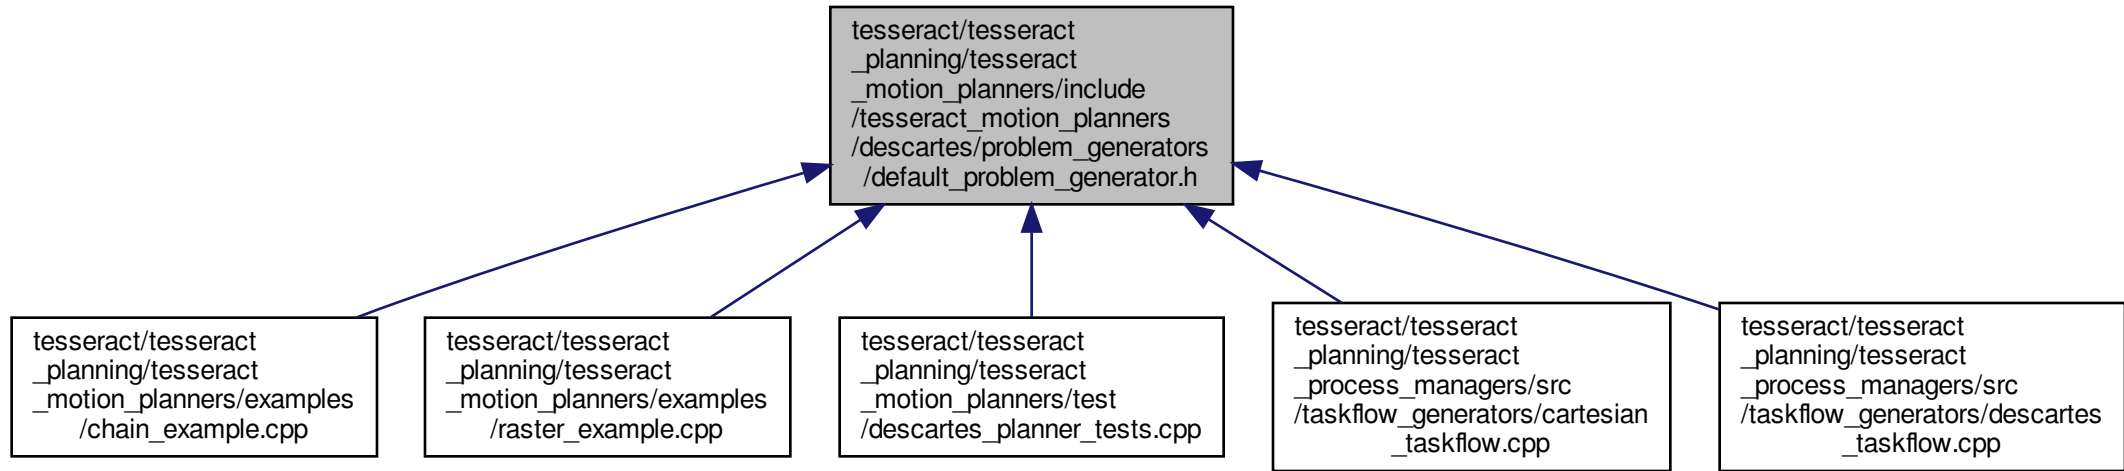 tesseract/tesseract
_planning/tesseract
_motion_planners/include
/tesseract_motion_planners
/descartes/problem_generators
/default_problem_generator.h
tesseract/tesseract
_planning/tesseract
_motion_planners/examples
/chain_example.cpp
tesseract/tesseract
_planning/tesseract
_motion_planners/examples
/raster_example.cpp
tesseract/tesseract
_planning/tesseract
_motion_planners/test
/descartes_planner_tests.cpp
tesseract/tesseract
_planning/tesseract
_process_managers/src
/taskflow_generators/cartesian
_taskflow.cpp
tesseract/tesseract
_planning/tesseract
_process_managers/src
/taskflow_generators/descartes
_taskflow.cpp